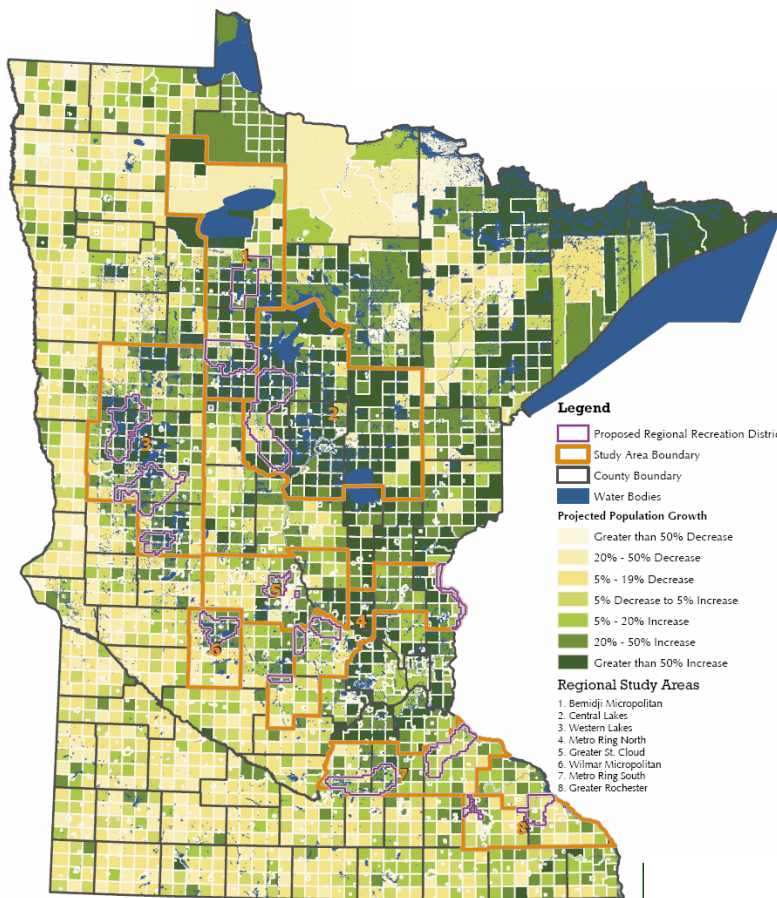 1
2
3
4
5
6
7
8
Legend
Proposed Regional Recreation Distri
Study Area Boundary
County Boundary
Water Bodies
Projected Population Growth
Greater than 50% Decrease
20% - 50% Decrease
5% - 19% Decrease
5% Decrease to 5% Increase
5% - 20% Increase
20% - 50% Increase
Greater than 50% Increase
Regional Study Areas
1. Bemidji Micropolitan
2. Central Lakes
3. Western Lakes
4. Metro Ring North
5. Greater St. Cloud
6. Wilmar Micropolitan
7. Metro Ring South
8. Greater Rochester